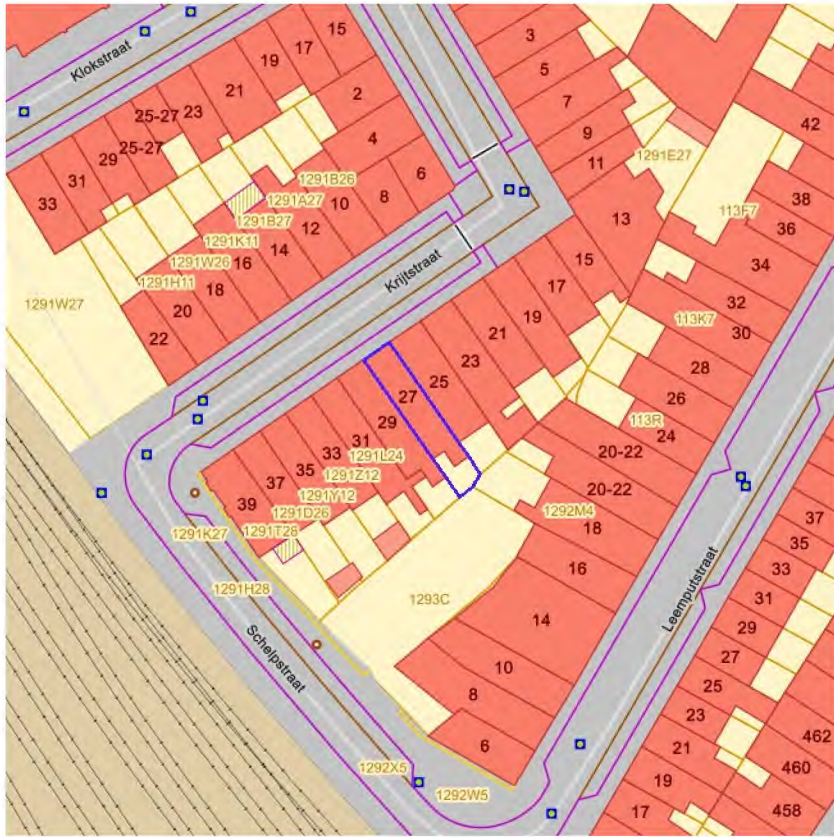 Klokstraat
15
17
19
21
23
25-27
25-27
29
31
33
2
4
6
8
10
12
14
16
18
20
22
1291B26
1291A27
1291B27
1291K11
1291W26
1291H11
1291W27
Krijtstraat
3
5
7
9
11
13
15
17
19
21
23
25
27
29
31
33
35
37
39
1291E27
113F7
42
38
36
34
32
30
28
26
24
113K7
113R
20-22
20-22
18
16
14
10
8
6
1292M4
1291L24
1291Z12
1291Y12
1291D26
1291T28
1291K27
1291H28
1293C
Schelpstraat
Leemputstraat
1292X5
1292W5
37
35
33
31
29
27
25
23
21
19
17
462
460
458